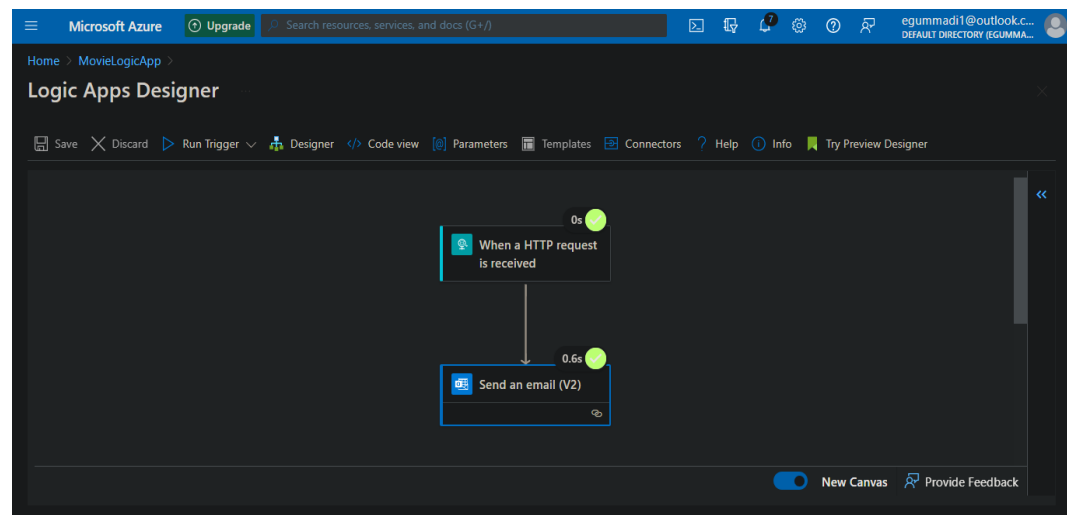 Microsoft Azure Upgrade Search resources, services, and docs (G+/) 7 egummadi1@outlook.c...
DEFAULT DIRECTORY (EGUMMA...
Home > MovieLogicApp >
Logic Apps Designer ...
Save Discard Run Trigger Designer </> Code view [@] Parameters Templates Connectors ? Help Info Try Preview Designer
0s
When a HTTP request
is received
0.6s
Send an email (V2)
New Canvas Provide Feedback